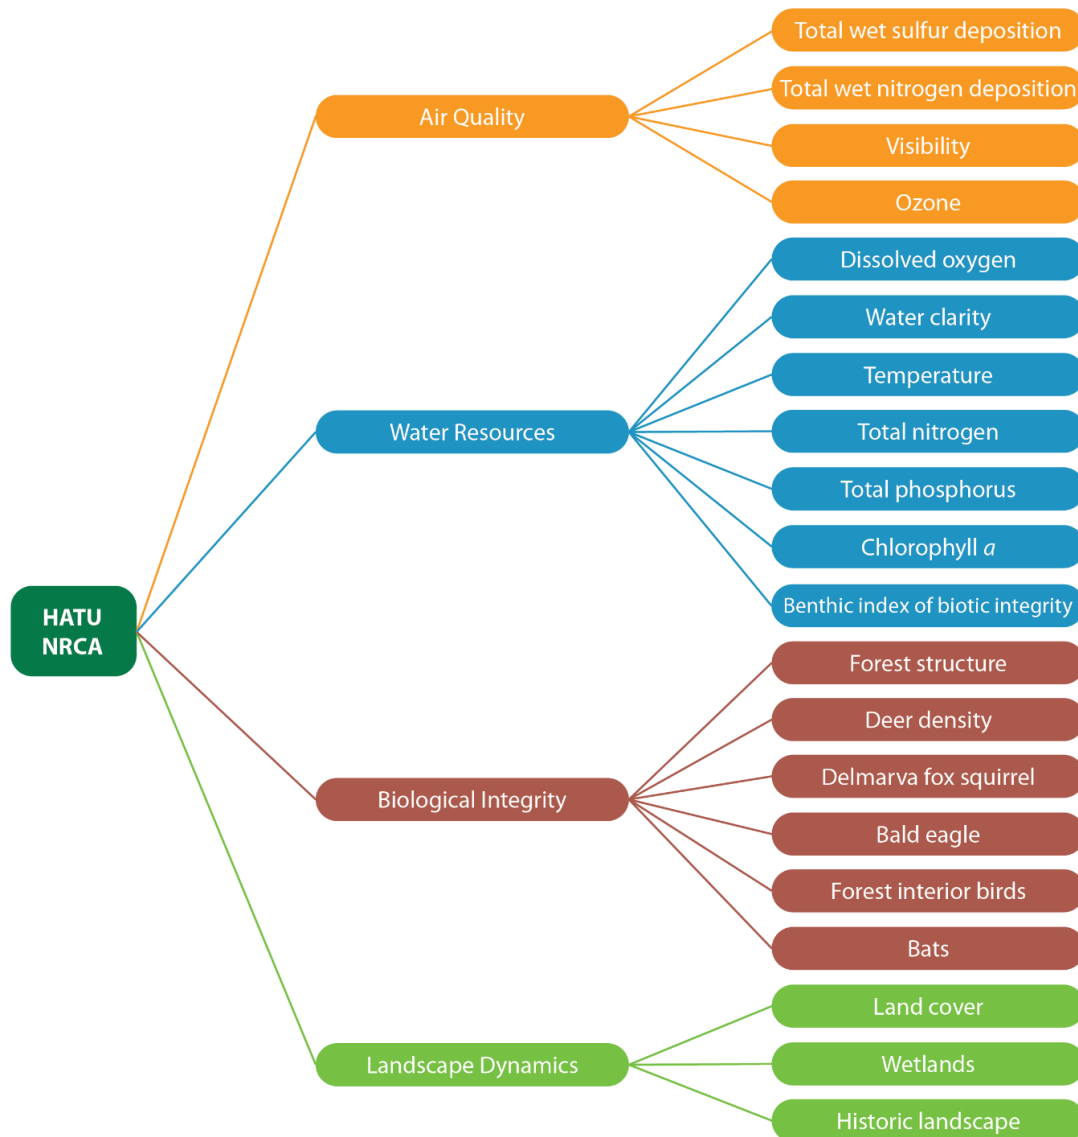 Total wet sulfur deposition
Total wet nitrogen deposition
Air Quality
Visibility
Ozone
Dissolved oxygen
Water clarity
Temperature
Water Resources
Total nitrogen
Total phosphorus
Chlorophyll a
Benthic index of biotic integrity
HATU
NRCA
Forest structure
Deer density
Delmarva fox squirrel
Biological Integrity
Bald eagle
Forest interior birds
Bats
Land cover
Landscape Dynamics
Wetlands
Historic landscape